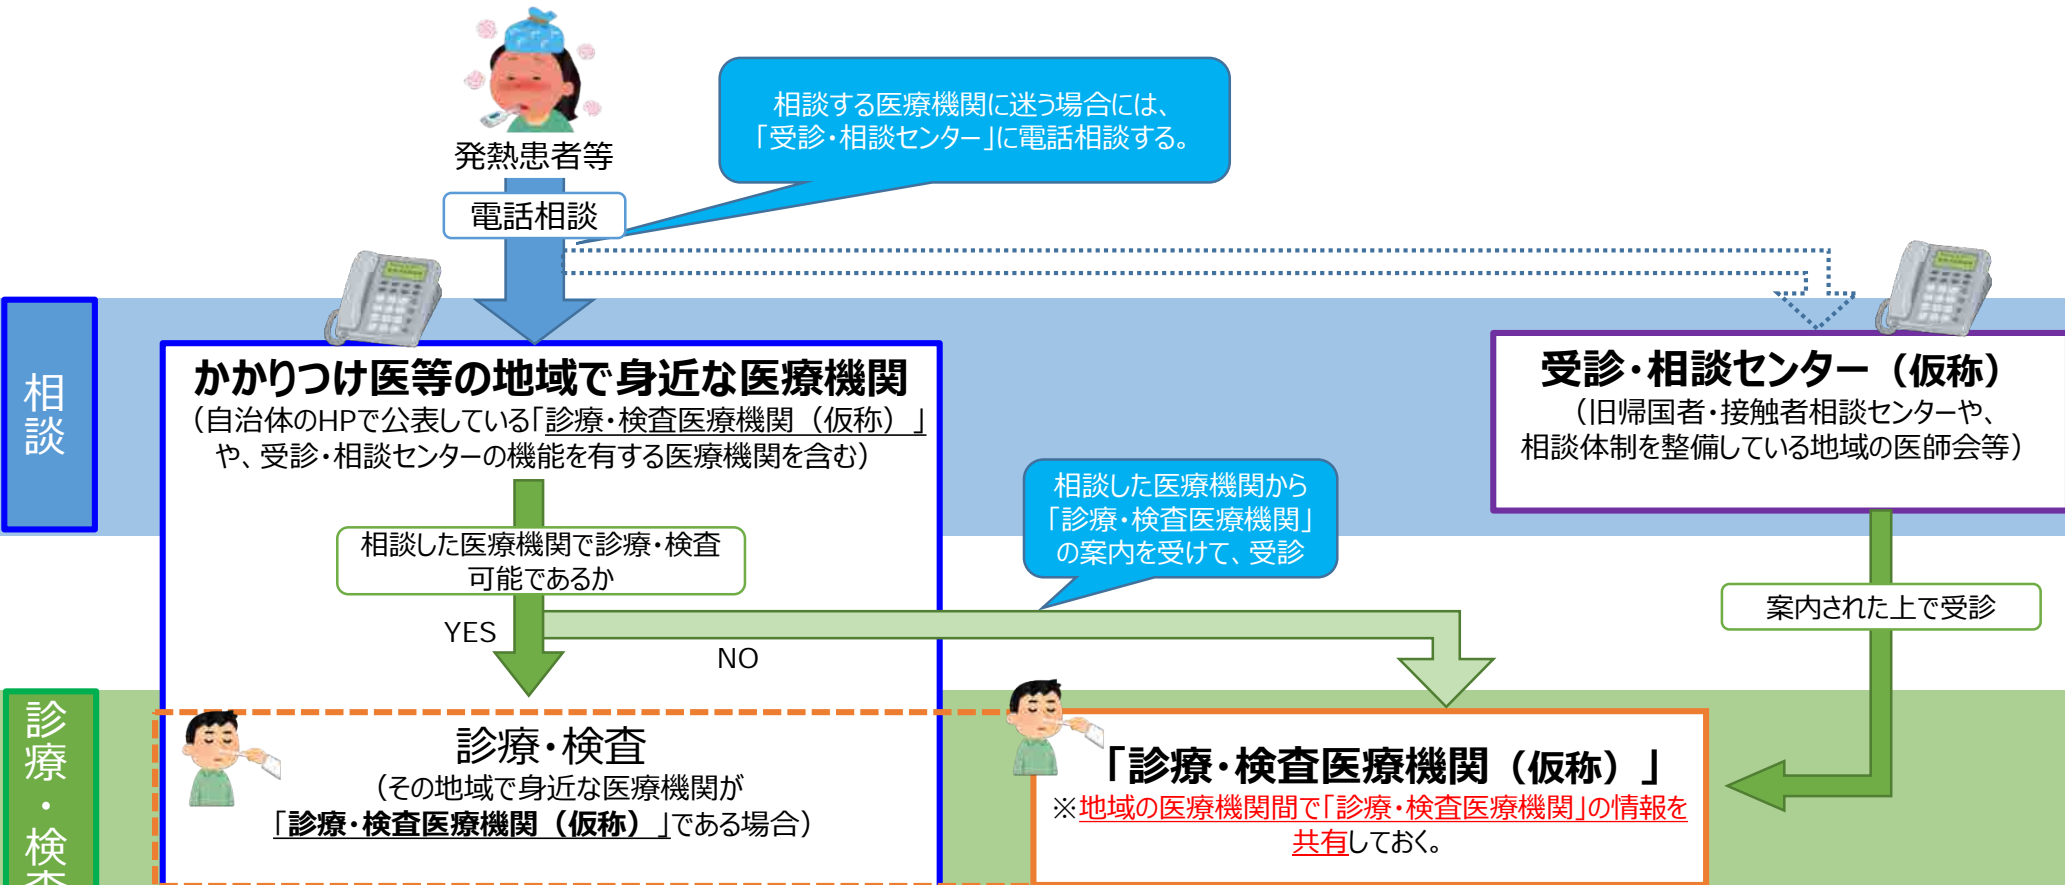 発熱患者等
電話相談
相談する医療機関に迷う場合には、
「受診・相談センター」に電話相談する。
相談
かかりつけ医等の地域で身近な医療機関
（自治体のHPで公表している「診療・検査医療機関（仮称）」
や、受診・相談センターの機能を有する医療機関を含む）
受診・相談センター（仮称）
（旧帰国者・接触者相談センターや、
相談体制を整備している地域の医師会等）
相談した医療機関で診療・検査
可能であるか
相談した医療機関から
「診療・検査医療機関」
の案内を受けて、受診
案内された上で受診
YES
NO
診療・検査
診療・検査
（その地域で身近な医療機関が
「診療・検査医療機関（仮称）」である場合）
「診療・検査医療機関（仮称）」
※地域の医療機関間で「診療・検査医療機関」の情報を
共有しておく。